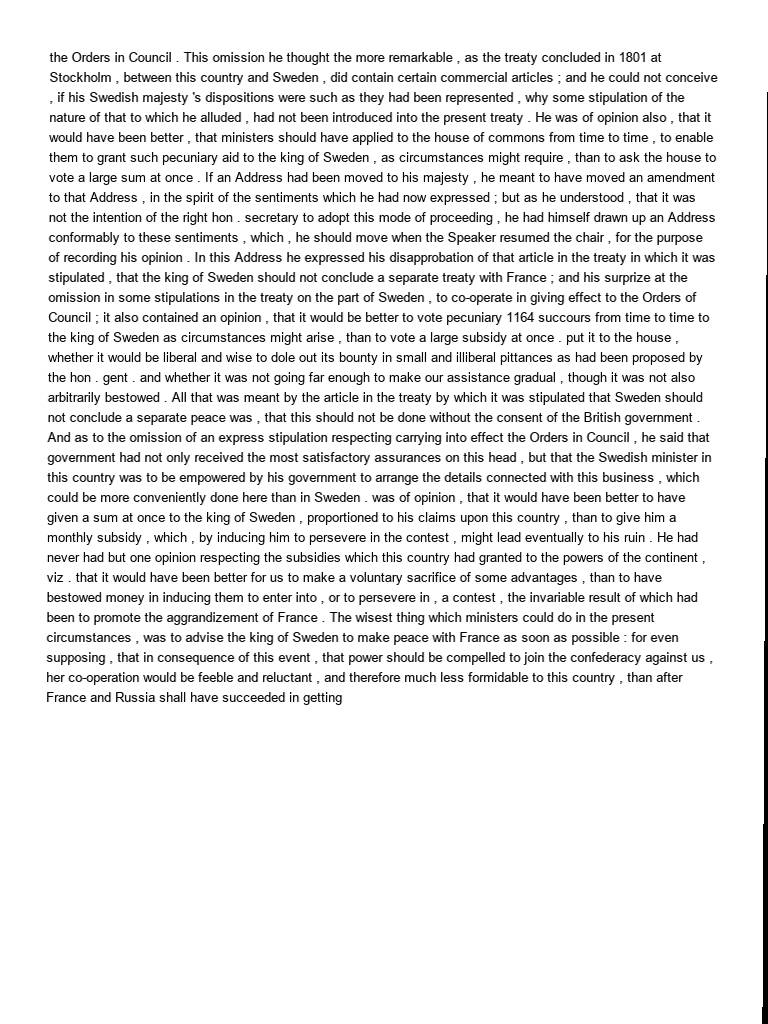 the Orders in Council . This omission he thought the more remarkable , as the treaty concluded in 1801 at
Stockholm , between this country and Sweden , did contain certain commercial articles ; and he could not conceive
, if his Swedish majesty 's dispositions were such as they had been represented , why some stipulation of the
nature of that to which he alluded , had not been introduced into the present treaty . He was of opinion also , that it
would have been better , that ministers should have applied to the house of commons from time to time , to enable
them to grant such pecuniary aid to the king of Sweden , as circumstances might require , than to ask the house to
vote a large sum at once . If an Address had been moved to his majesty , he meant to have moved an amendment
to that Address , in the spirit of the sentiments which he had now expressed ; but as he understood , that it was
not the intention of the right hon . secretary to adopt this mode of proceeding , he had himself drawn up an Address
conformably to these sentiments , which , he should move when the Speaker resumed the chair , for the purpose
of recording his opinion . In this Address he expressed his disapprobation of that article in the treaty in which it was
stipulated , that the king of Sweden should not conclude a separate treaty with France ; and his surprize at the
omission in some stipulations in the treaty on the part of Sweden , to co-operate in giving effect to the Orders of
Council ; it also contained an opinion , that it would be better to vote pecuniary 1164 succours from time to time to
the king of Sweden as circumstances might arise , than to vote a large subsidy at once . put it to the house ,
whether it would be liberal and wise to dole out its bounty in small and illiberal pittances as had been proposed by
the hon . gent . and whether it was not going far enough to make our assistance gradual , though it was not also
arbitrarily bestowed . All that was meant by the article in the treaty by which it was stipulated that Sweden should
not conclude a separate peace was , that this should not be done without the consent of the British government .
And as to the omission of an express stipulation respecting carrying into effect the Orders in Council , he said that
government had not only received the most satisfactory assurances on this head , but that the Swedish minister in
this country was to be empowered by his government to arrange the details connected with this business , which
could be more conveniently done here than in Sweden . was of opinion , that it would have been better to have
given a sum at once to the king of Sweden , proportioned to his claims upon this country , than to give him a
monthly subsidy , which , by inducing him to persevere in the contest , might lead eventually to his ruin . He had
never had but one opinion respecting the subsidies which this country had granted to the powers of the continent ,
viz . that it would have been better for us to make a voluntary sacrifice of some advantages , than to have
bestowed money in inducing them to enter into , or to persevere in , a contest , the invariable result of which had
been to promote the aggrandizement of France . The wisest thing which ministers could do in the present
circumstances , was to advise the king of Sweden to make peace with France as soon as possible : for even
supposing , that in consequence of this event , that power should be compelled to join the confederacy against us ,
her co-operation would be feeble and reluctant , and therefore much less formidable to this country , than after
France and Russia shall have succeeded in getting